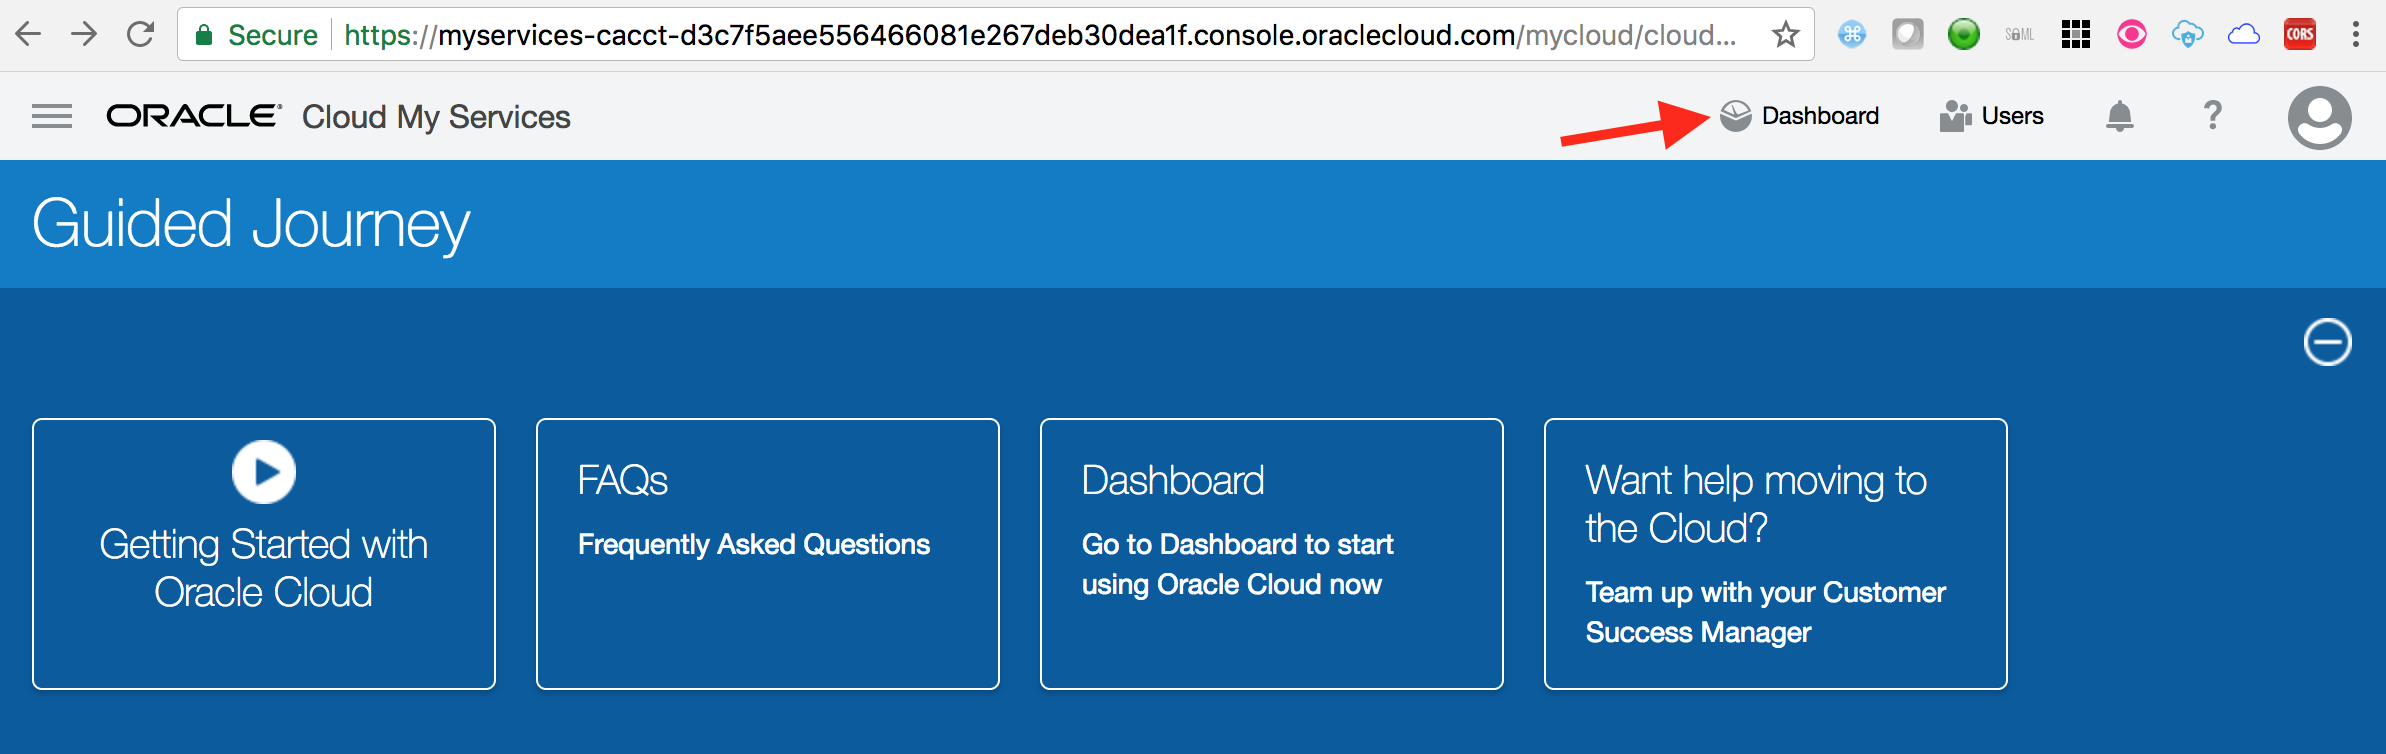 Secure https://myservices-cacct-d3c7f5aee556466081e267deb30dea1f.console.oraclecloud.com/mycloud/cloud... SAML CORS
ORACLE Cloud My Services Dashboard Users ?
Guided Journey
Getting Started with
Oracle Cloud
FAQs
Frequently Asked Questions
Dashboard
Go to Dashboard to start
using Oracle Cloud now
Want help moving to
the Cloud?
Team up with your Customer
Success Manager